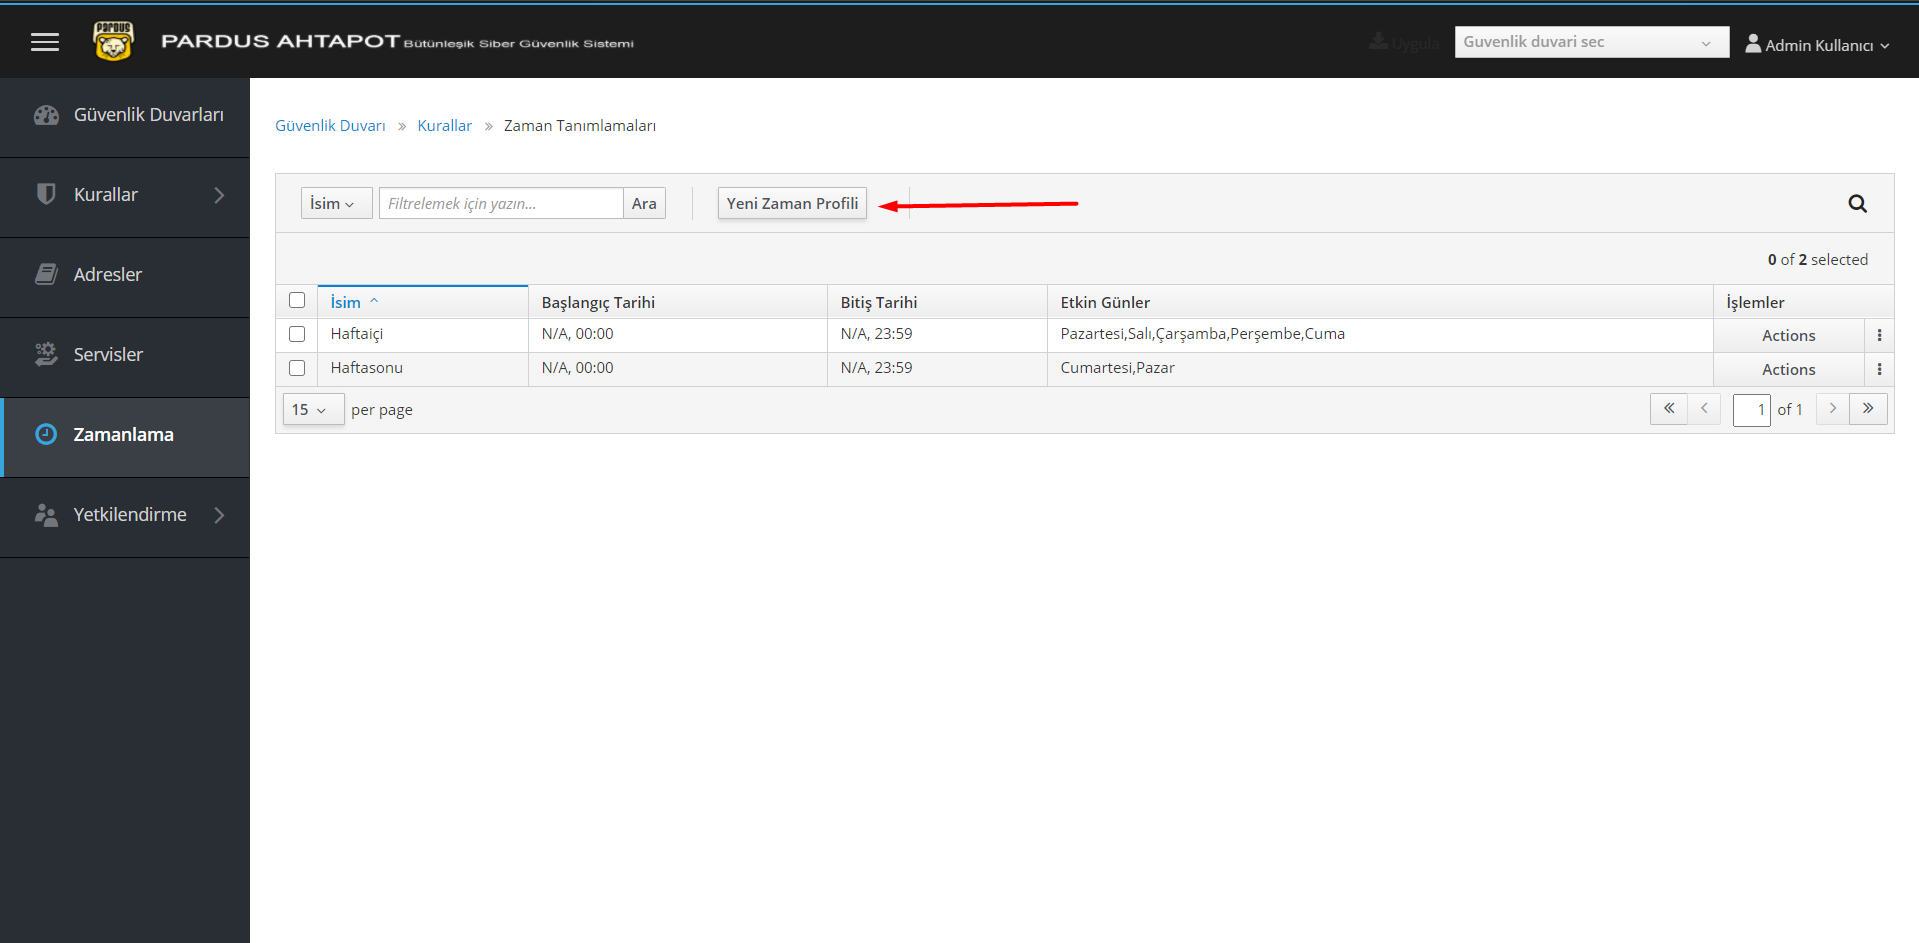 PARDUS
PARDUS AHTAPOT Bütünleşik Siber Güvenlik Sistemi
Uygula
Guvenlik duvari sec
Admin Kullanıcı
Güvenlik Duvarları
Kurallar
Adresler
Servisler
Zamanlama
Yetkilendirme
Güvenlik Duvarı » Kurallar » Zaman Tanımlamaları
İsim Filtrelemek için yazın... Ara Yeni Zaman Profili
0 of 2 selected
İsim Başlangıç Tarihi Bitiş Tarihi Etkin Günler İşlemler
Haftaiçi N/A, 00:00 N/A, 23:59 Pazartesi,Salı,Çarşamba,Perşembe,Cuma Actions
Haftasonu N/A, 00:00 N/A, 23:59 Cumartesi,Pazar Actions
15 per page « < 1 of 1 > »